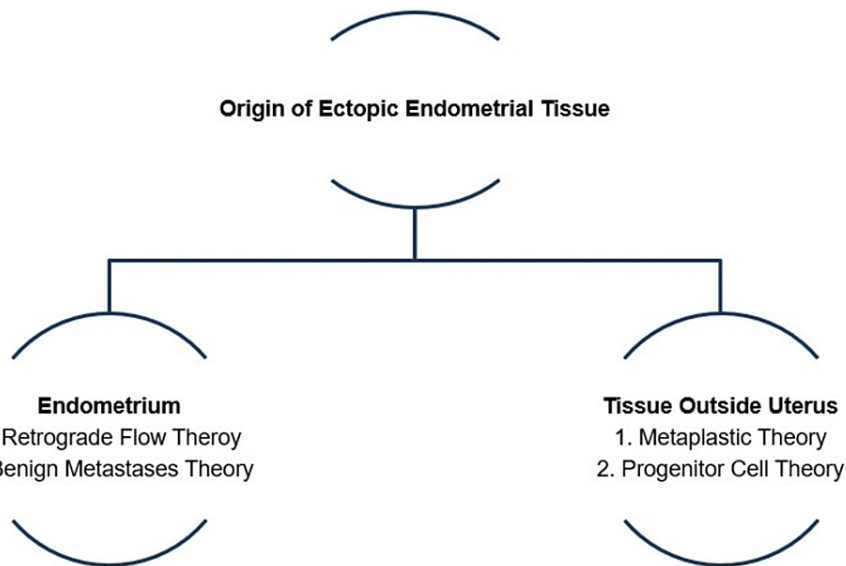 Origin of Ectopic Endometrial Tissue
Endometrium
Retrograde Flow Theroy
Benign Metastases Theory
Tissue Outside Uterus
1. Metaplastic Theory
2. Progenitor Cell Theory